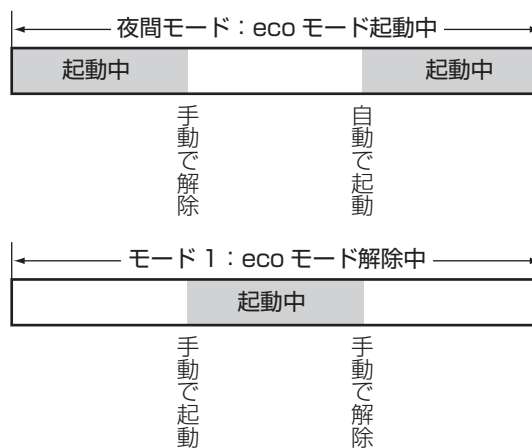 夜間モード：eco モード起動中
起動中
起動中
手動で解除
自動で起動
モード 1：eco モード解除中
起動中
手動で起動
手動で解除